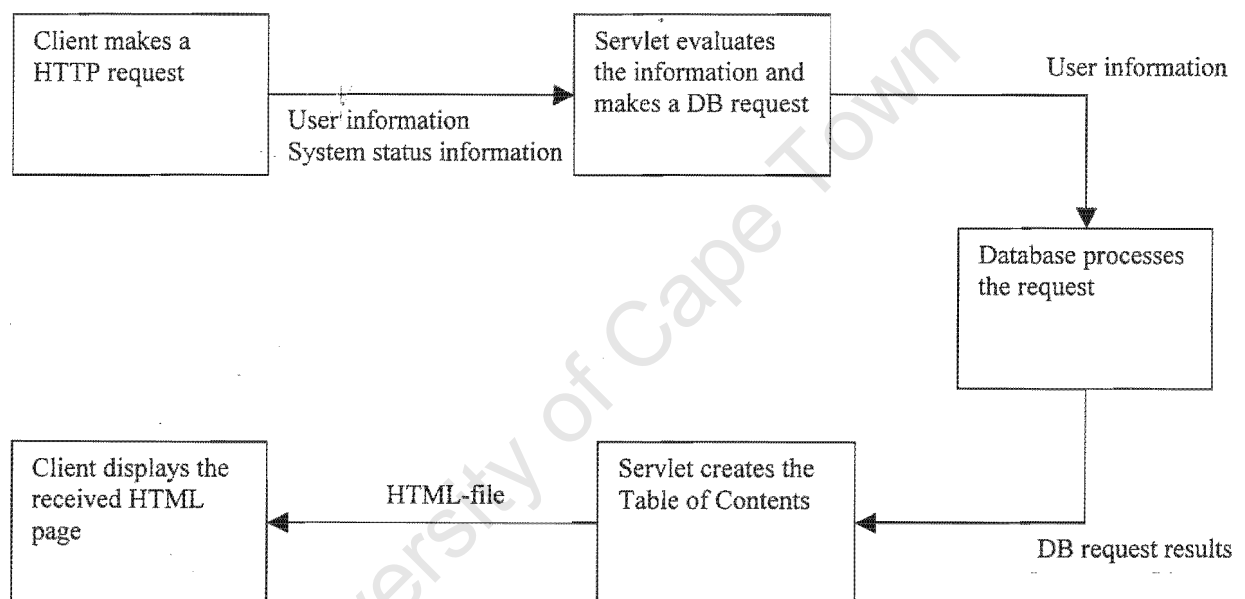 Client makes a
HTTP request
User information
System status information
Servlet evaluates
the information and
makes a DB request
User information
Database processes
the request
DB request results
Servlet creates the
Table of Contents
HTML-file
Client displays the
received HTML
page
ersity of Cape Town